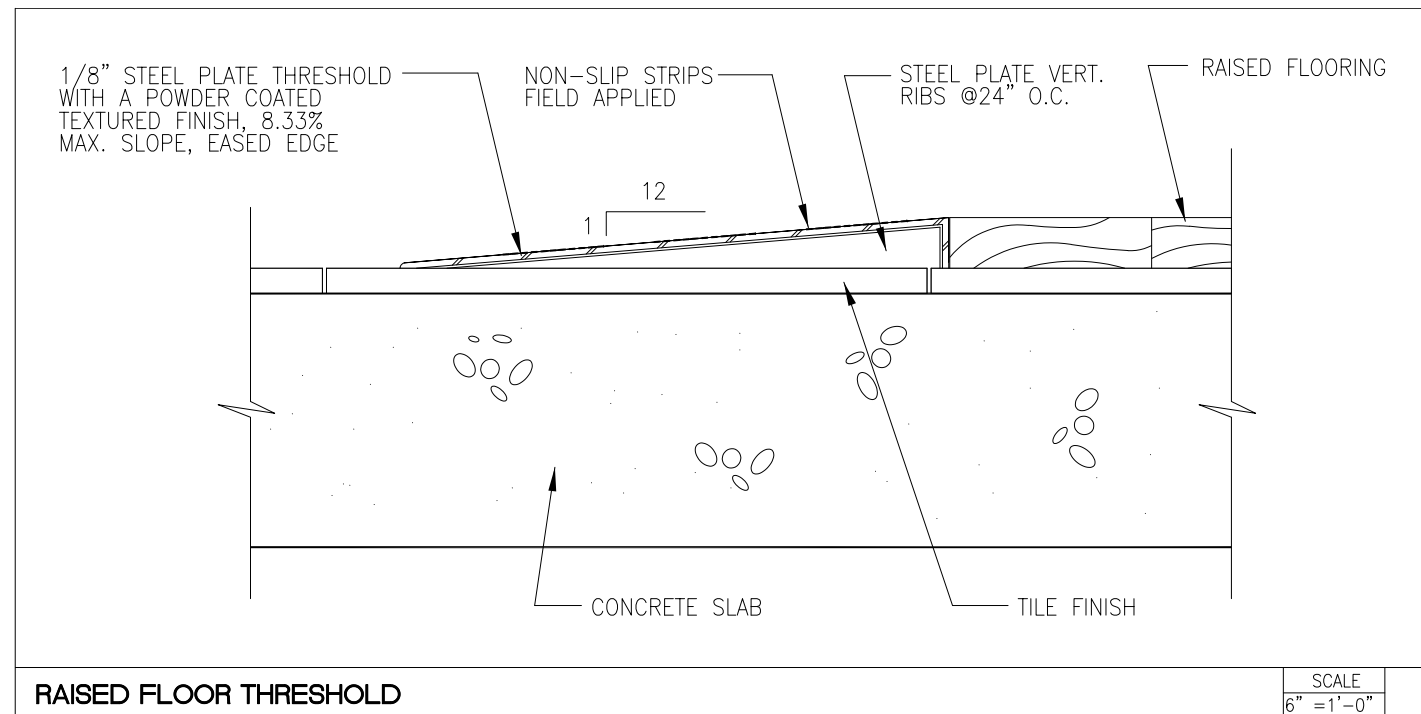 1/8" STEEL PLATE THRESHOLD
WITH A POWDER COATED
TEXTURED FINISH, 8.33%
MAX. SLOPE, EASED EDGE
NON-SLIP STRIPS
FIELD APPLIED
STEEL PLATE VERT.
RIBS @24" O.C.
RAISED FLOORING
12
1
CONCRETE SLAB
TILE FINISH
RAISED FLOOR THRESHOLD
SCALE
6" =1'-0"